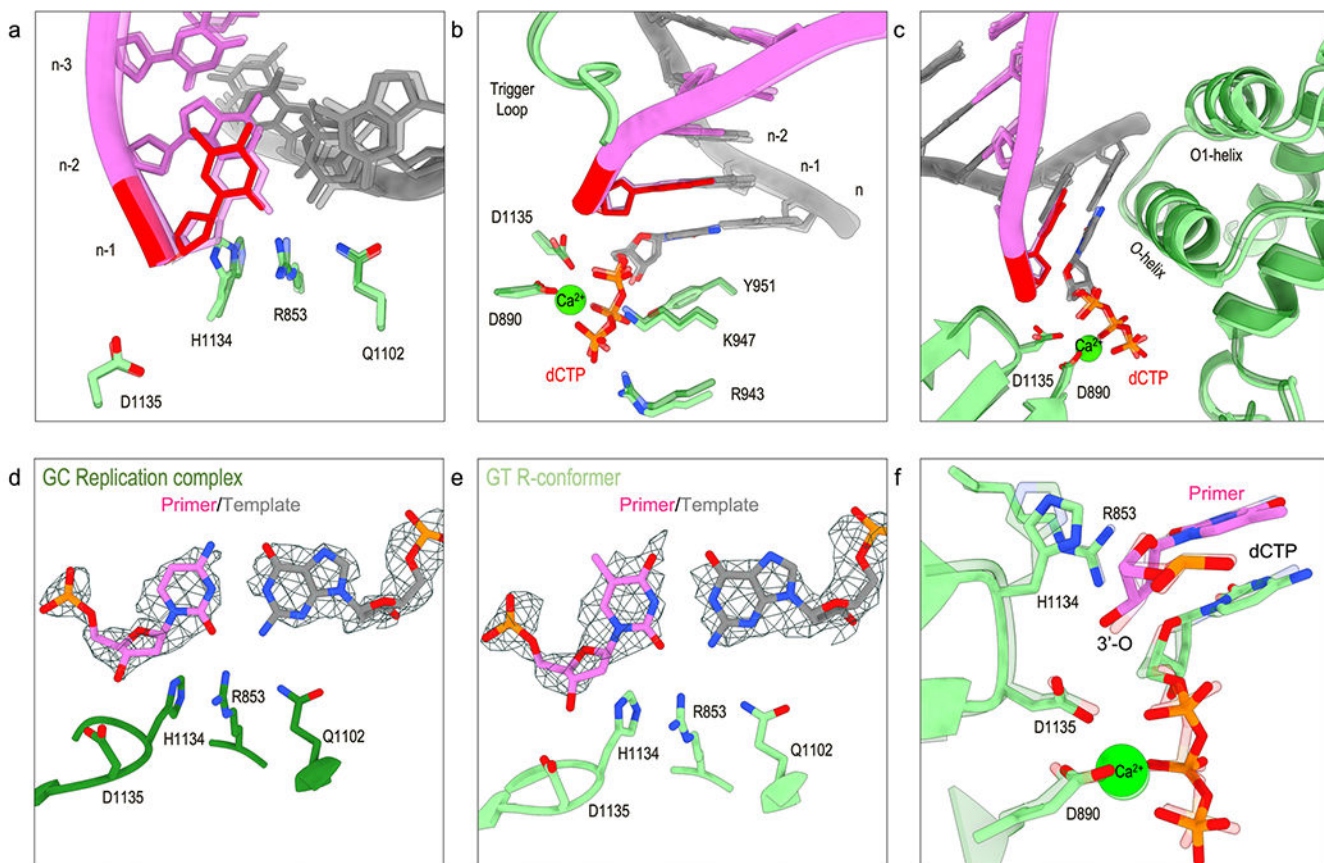 a
n-3
n-2
n-1
H1134
R853
Q1102
D1135
b
Trigger
Loop
n-2
n-1
n
D1135
D890
Ca²⁺
Y951
K947
dCTP
R943
c
O1-helix
O-helix
Ca²⁺
D1135
D890
dCTP
d
GC Replication complex
Primer/Template
R853
H1134
Q1102
D1135
e
GT R-conformer
Primer/Template
R853
H1134
Q1102
D1135
f
Primer
R853
dCTP
H1134
3'-O
D1135
Ca²⁺
D890